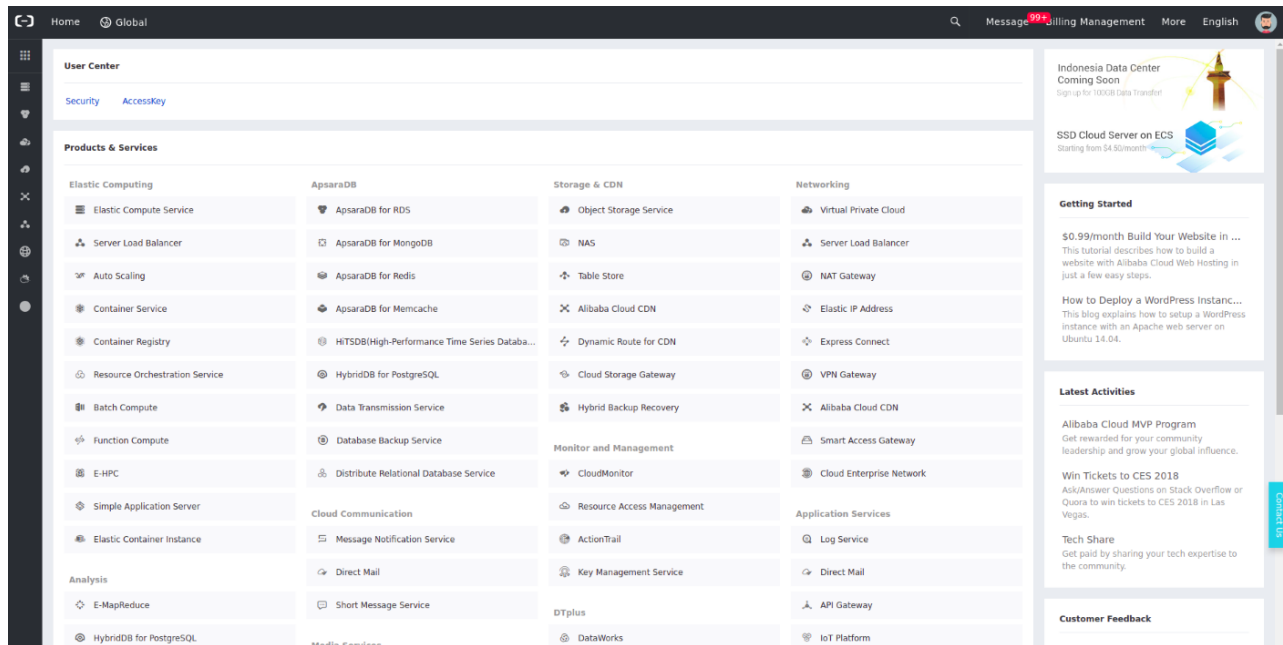 Home
Global
Message 99+
Billing Management
More
English
User Center
Security
AccessKey
Products & Services
Elastic Computing
Elastic Compute Service
Server Load Balancer
Auto Scaling
Container Service
Container Registry
Resource Orchestration Service
Batch Compute
Function Compute
E-HPC
Simple Application Server
Elastic Container Instance
Analysis
E-MapReduce
HybridDB for PostgreSQL
ApsaraDB
ApsaraDB for RDS
ApsaraDB for MongoDB
ApsaraDB for Redis
ApsaraDB for Memcache
HiTSDB(High-Performance Time Series Databa...
HybridDB for PostgreSQL
Data Transmission Service
Database Backup Service
Distribute Relational Database Service
Cloud Communication
Message Notification Service
Direct Mail
Short Message Service
Media Services
Storage & CDN
Object Storage Service
NAS
Table Store
Alibaba Cloud CDN
Dynamic Route for CDN
Cloud Storage Gateway
Hybrid Backup Recovery
Monitor and Management
CloudMonitor
Resource Access Management
ActionTrail
Key Management Service
DTplus
DataWorks
Networking
Virtual Private Cloud
Server Load Balancer
NAT Gateway
Elastic IP Address
Express Connect
VPN Gateway
Alibaba Cloud CDN
Smart Access Gateway
Cloud Enterprise Network
Application Services
Log Service
Direct Mail
API Gateway
IoT Platform
Indonesia Data Center
Coming Soon
Sign up for 100GB Data Transfer!
SSD Cloud Server on ECS
Starting from $4.50/month
Getting Started
$0.99/month Build Your Website in ...
This tutorial describes how to build a
website with Alibaba Cloud Web Hosting in
just a few easy steps.
How to Deploy a WordPress Instanc...
This blog explains how to setup a WordPress
instance with an Apache web server on
Ubuntu 14.04.
Latest Activities
Alibaba Cloud MVP Program
Get rewarded for your community
leadership and grow your global influence.
Win Tickets to CES 2018
Ask/Answer Questions on Stack Overflow or
Quora to win tickets to CES 2018 in Las
Vegas.
Tech Share
Get paid by sharing your tech expertise to
the community.
Customer Feedback
Contact Us